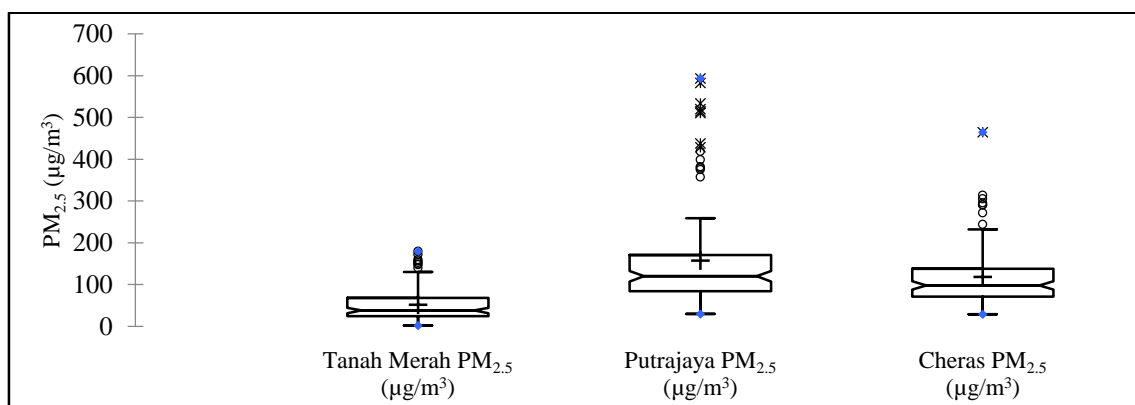 700
600
500
400
300
200
100
0
PM₂.₅ (µg/m³)
Tanah Merah PM₂.₅
(µg/m³)
Putrajaya PM₂.₅
(µg/m³)
Cheras PM₂.₅
(µg/m³)